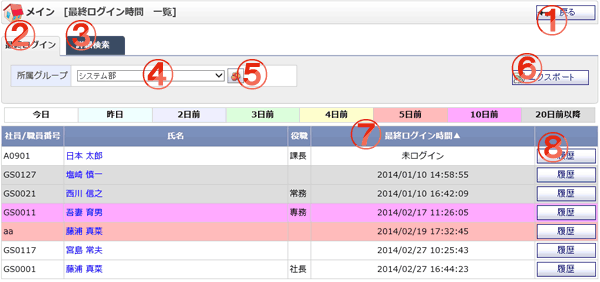 メイン [最終ログイン時間 一覧]
① 戻る
② ③
最終ログイン 詳細検索
所属グループ システム部 ④ ⑤
⑥ エクスポート
今日 昨日 2日前 3日前 4日前 5日前 10日前 20日前以降
社員/職員番号 氏名 役職 ⑦ 最終ログイン時間▲
A0901 日本 太郎 課長 未ログイン ⑧ 履歴
GS0127 塩崎 慎一 2014/01/10 14:58:55 履歴
GS0021 西川 信之 常務 2014/01/10 16:42:09 履歴
GS0011 吾妻 育男 専務 2014/02/17 11:26:05 履歴
aa 藤浦 真菜 2014/02/19 17:32:45 履歴
GS0117 宮島 常夫 2014/02/27 10:25:43 履歴
GS0001 藤浦 真菜 社長 2014/02/27 16:44:23 履歴